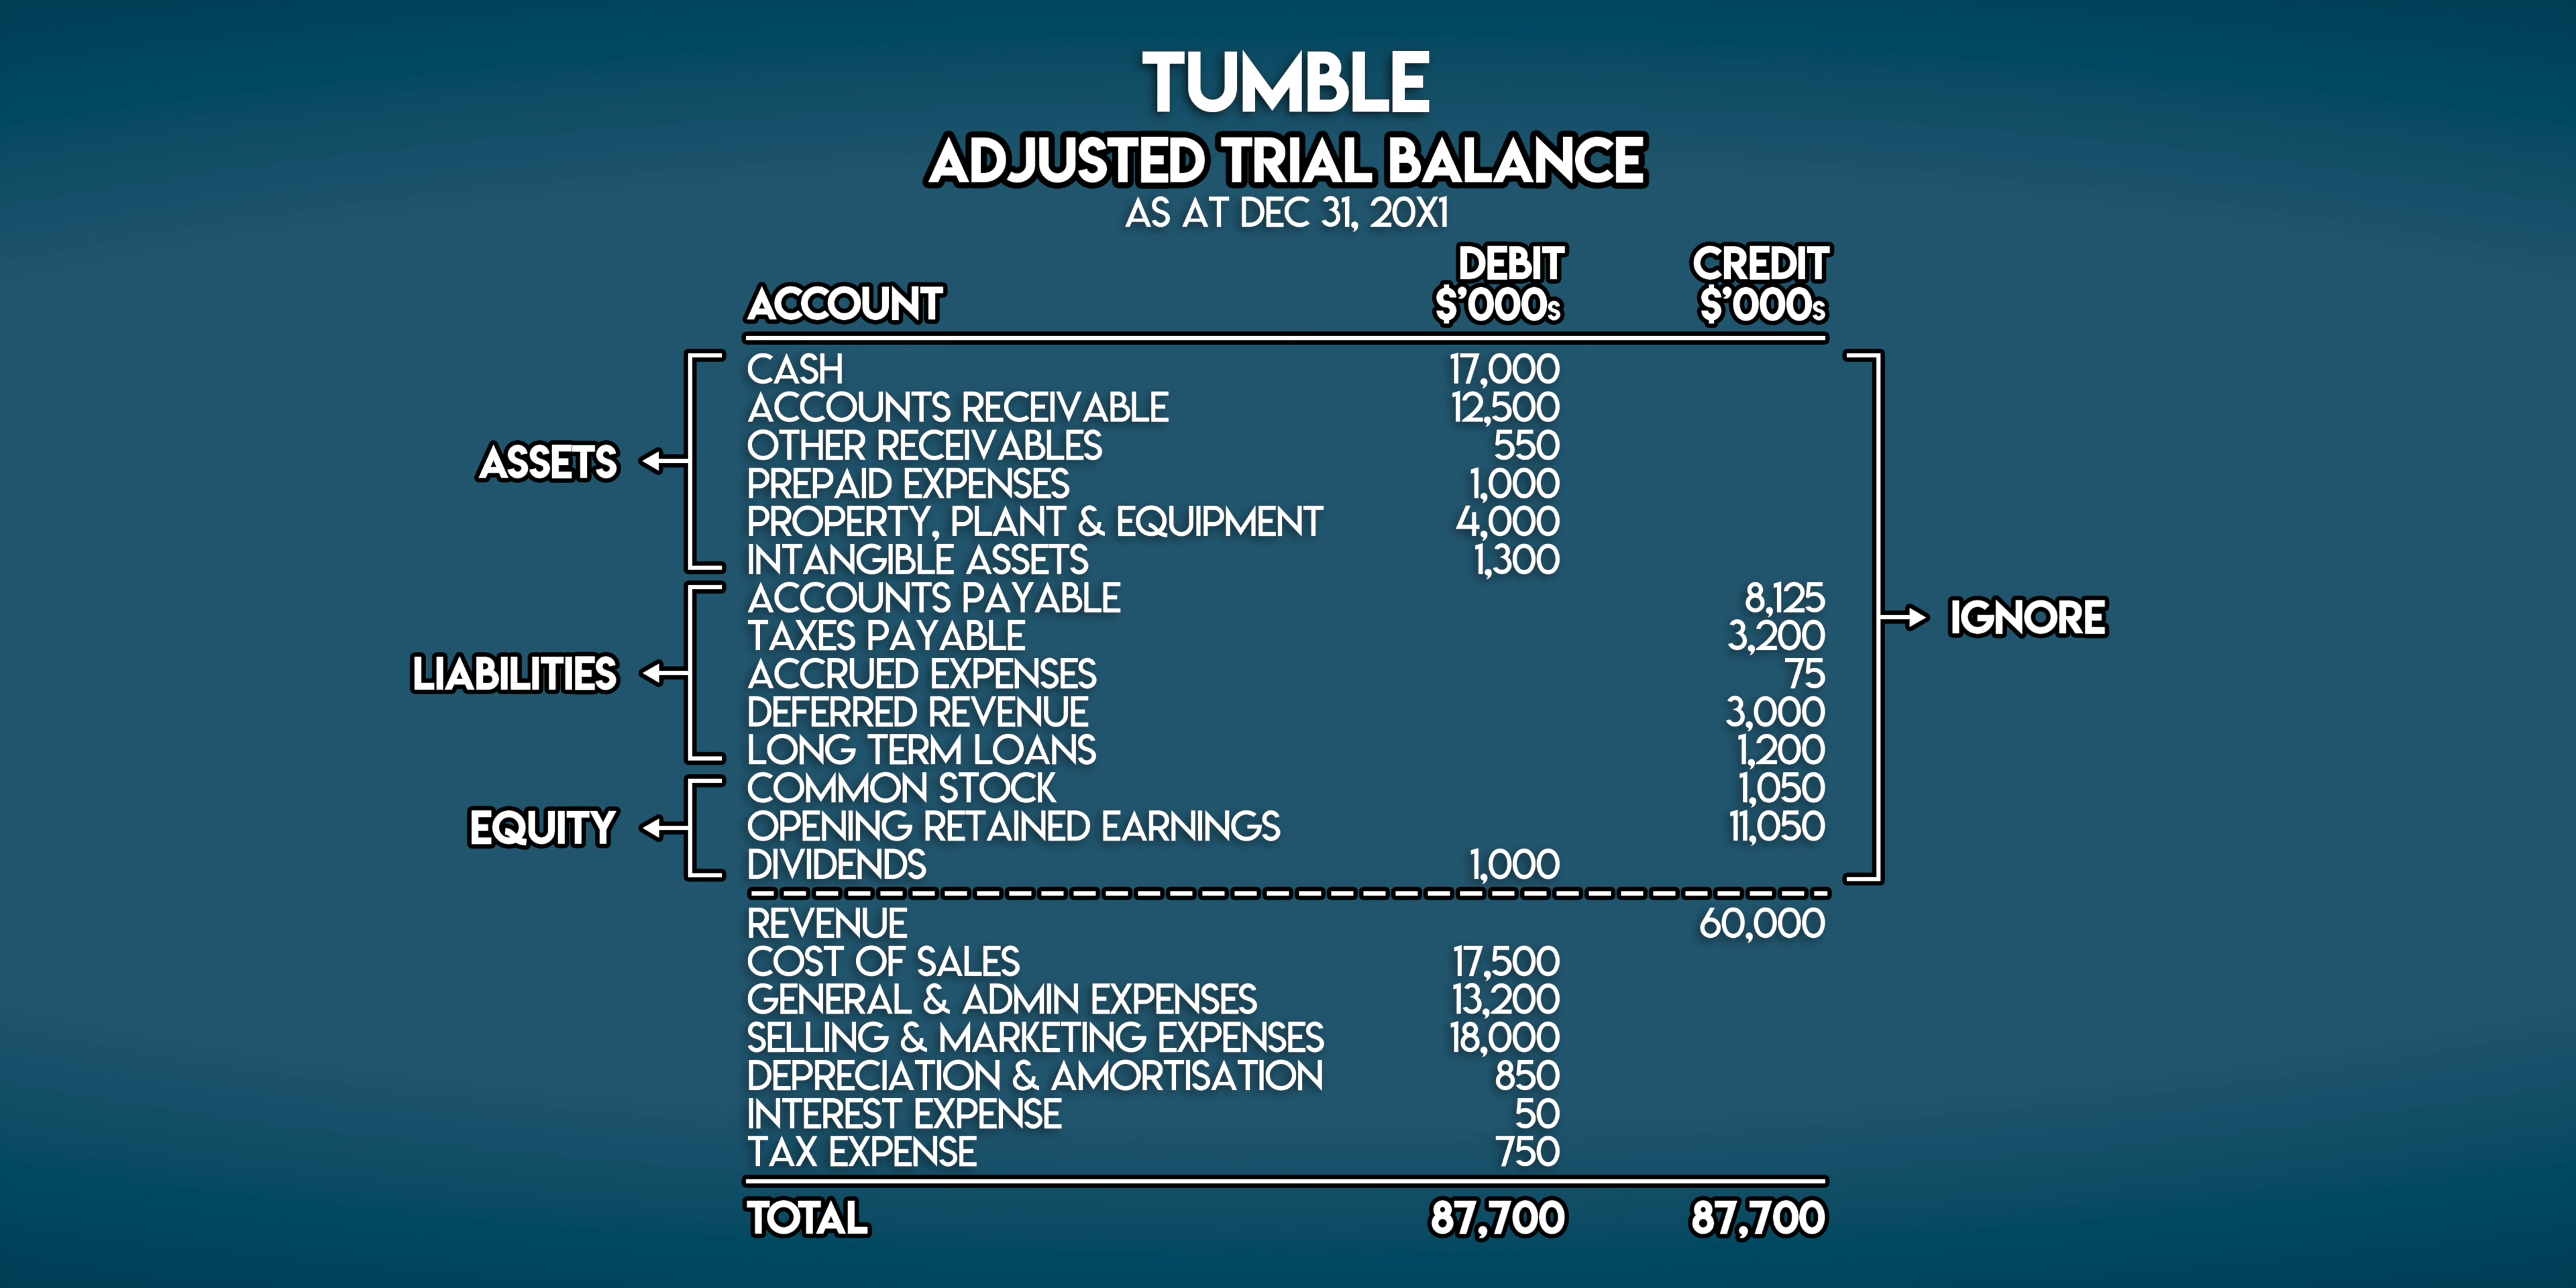 TUMBLE
ADJUSTED TRIAL BALANCE
AS AT DEC 31, 20X1
ACCOUNT DEBIT $'000s CREDIT $'000s
CASH 17,000
ACCOUNTS RECEIVABLE 12,500
ASSETS OTHER RECEIVABLES 550
PREPAID EXPENSES 1,000
PROPERTY, PLANT & EQUIPMENT 4,000
INTANGIBLE ASSETS 1,300
ACCOUNTS PAYABLE 8,125 IGNORE
TAXES PAYABLE 3,200
LIABILITIES ACCRUED EXPENSES 75
DEFERRED REVENUE 3,000
LONG TERM LOANS 1,200
COMMON STOCK 1,050
EQUITY OPENING RETAINED EARNINGS 11,050
DIVIDENDS 1,000
REVENUE 60,000
COST OF SALES 17,500
GENERAL & ADMIN EXPENSES 13,200
SELLING & MARKETING EXPENSES 18,000
DEPRECIATION & AMORTISATION 850
INTEREST EXPENSE 50
TAX EXPENSE 750
TOTAL 87,700 87,700